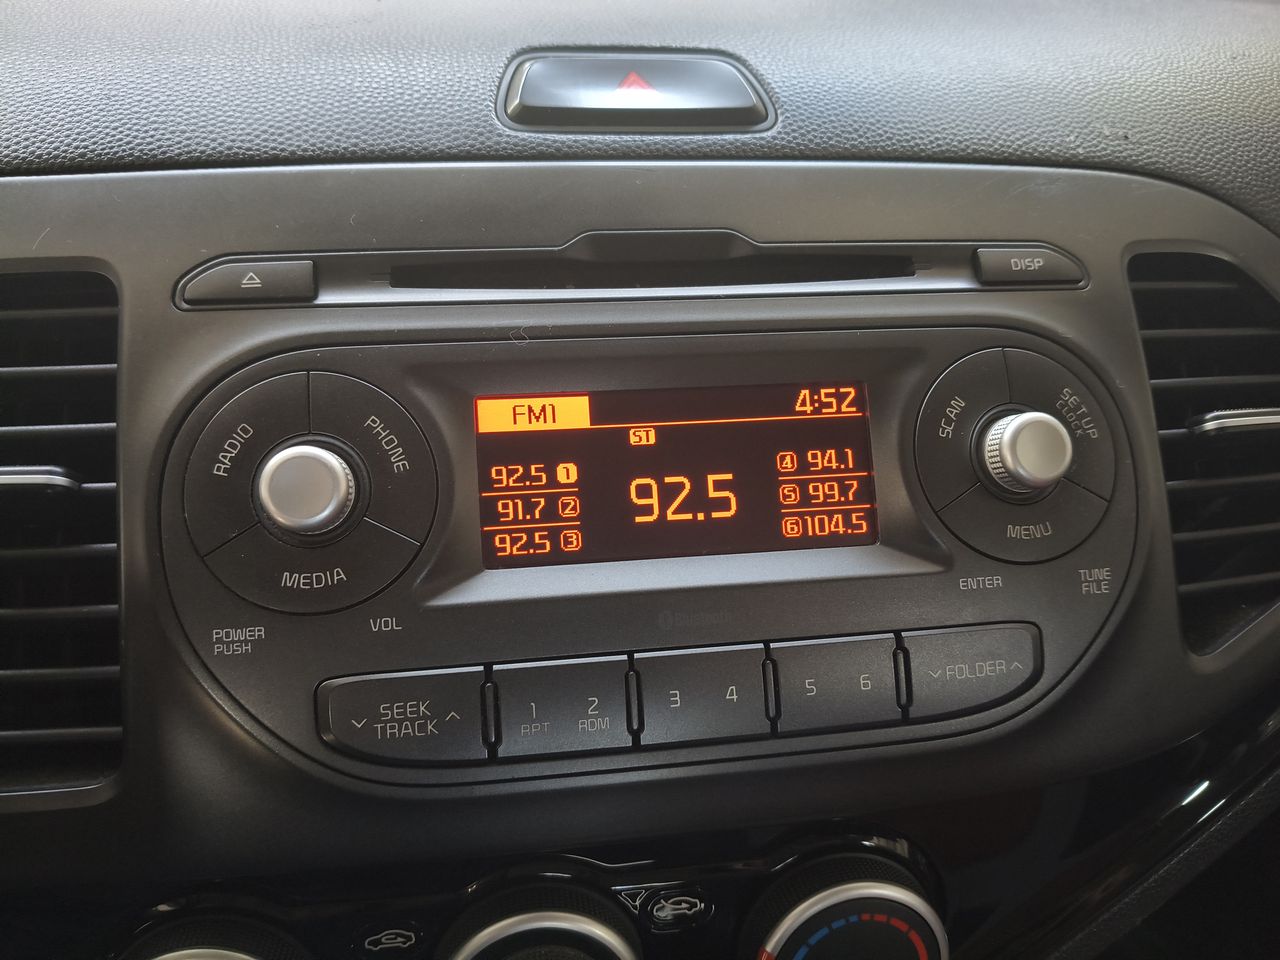 DISP
RADIO
PHONE
MEDIA
POWER
PUSH
VOL
FM1
4:52
ST
92.5 1
91.7 2
92.5 3
92.5
4 94.1
5 99.7
6 104.5
SCAN
SETUP
CLOCK
MENU
ENTER
TUNE
FILE
Bluetooth
SEEK
TRACK
1
RPT
2
RDM
3
4
5
6
FOLDER